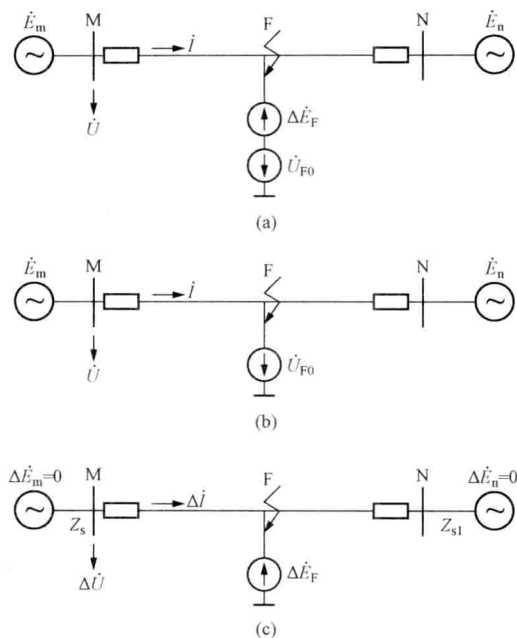 Ėm M F N Ėn
İ
U̇
ΔĖF
U̇F0
(a)
Ėm M F N Ėn
İ
U̇
U̇F0
(b)
ΔĖm=0 M F N ΔĖn=0
Zs Δİ Zs1
ΔU̇
ΔĖF
(c)